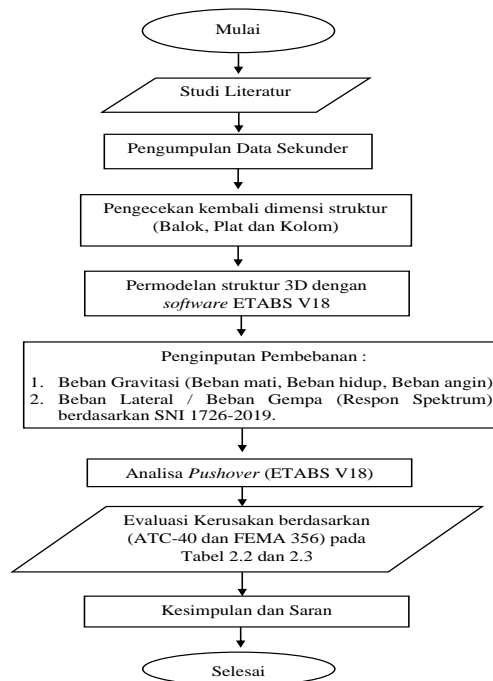 Mulai
Studi Literatur
Pengumpulan Data Sekunder
Pengecekan kembali dimensi struktur
(Balok, Plat dan Kolom)
Permodelan struktur 3D dengan
software ETABS V18
Penginputan Pembebanan :
1. Beban Gravitasi (Beban mati, Beban hidup, Beban angin)
2. Beban Lateral / Beban Gempa (Respon Spektrum)
berdasarkan SNI 1726-2019.
Analisa Pushover (ETABS V18)
Evaluasi Kerusakan berdasarkan
(ATC-40 dan FEMA 356) pada
Tabel 2.2 dan 2.3
Kesimpulan dan Saran
Selesai